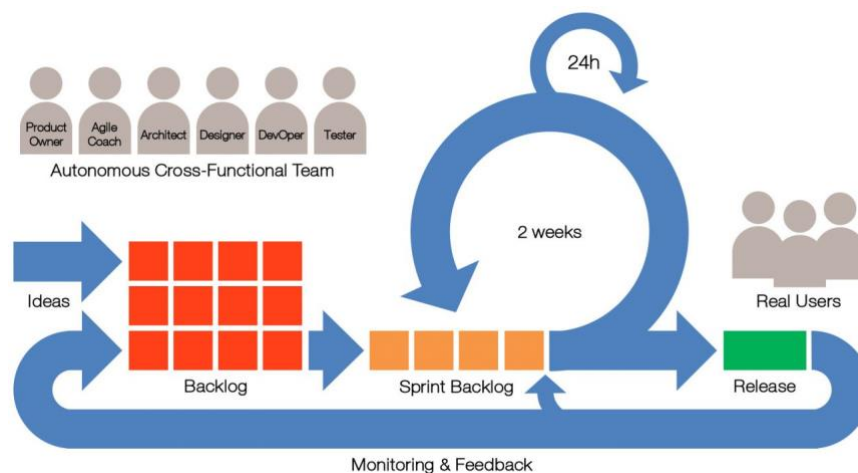 24h
Product
Owner
Agile
Coach
Architect
Designer
DevOper
Tester
Autonomous Cross-Functional Team
2 weeks
Ideas
Real Users
Backlog
Sprint Backlog
Release
Monitoring & Feedback